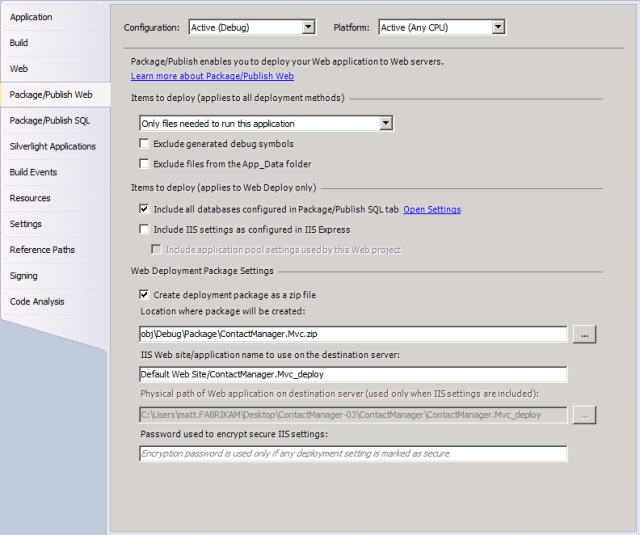 Application
Build
Web
Package/Publish Web
Package/Publish SQL
Silverlight Applications
Build Events
Resources
Settings
Reference Paths
Signing
Code Analysis
Configuration: Active (Debug) Platform: Active (Any CPU)
Package/Publish enables you to deploy your Web application to Web servers.
Learn more about Package/Publish Web
Items to deploy (applies to all deployment methods)
Only files needed to run this application
Exclude generated debug symbols
Exclude files from the App_Data folder
Items to deploy (applies to Web Deploy only)
Include all databases configured in Package/Publish SQL tab Open Settings
Include IIS settings as configured in IIS Express
Include application pool settings used by this Web project
Web Deployment Package Settings
Create deployment package as a zip file
Location where package will be created:
obj\Debug\Package\ContactManager.Mvc.zip ...
IIS Web site/application name to use on the destination server:
Default Web Site/ContactManager.Mvc_deploy
Physical path of Web application on destination server (used only when IIS settings are included):
C:\Users\matt.FABRIKAM\Desktop\ContactManager-03\ContactManager\ContactManager.Mvc_deploy ...
Password used to encrypt secure IIS settings:
Encryption password is used only if any deployment setting is marked as secure